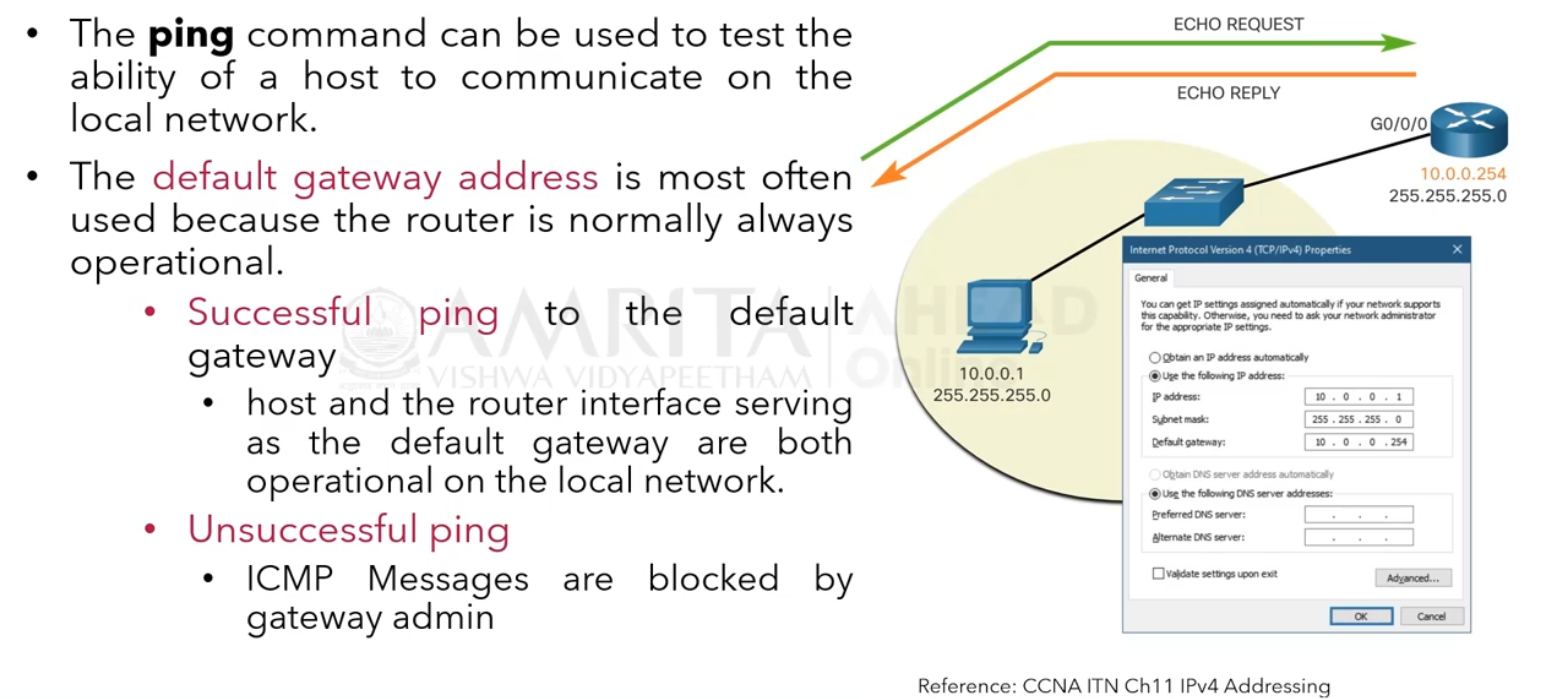 • The ping command can be used to test the
ability of a host to communicate on the
local network.
• The default gateway address is most often
used because the router is normally always
operational.
• Successful ping to the default
gateway
• host and the router interface serving
as the default gateway are both
operational on the local network.
• Unsuccessful ping
• ICMP Messages are blocked by
gateway admin
AMRITA
VISHWA VIDYAPEETHAM
AHEAD
Online
ECHO REQUEST
ECHO REPLY
G0/0/0
10.0.0.254
255.255.255.0
10.0.0.1
255.255.255.0
Internet Protocol Version 4 (TCP/IPv4) Properties
General
You can get IP settings assigned automatically if your network supports
this capability. Otherwise, you need to ask your network administrator
for the appropriate IP settings.
Obtain an IP address automatically
Use the following IP address:
IP address: 10 . 0 . 0 . 1
Subnet mask: 255 . 255 . 255 . 0
Default gateway: 10 . 0 . 0 . 254
Obtain DNS server address automatically
Use the following DNS server addresses:
Preferred DNS server: . . .
Alternate DNS server: . . .
Validate settings upon exit
Advanced...
OK Cancel
Reference: CCNA ITN Ch11 IPv4 Addressing